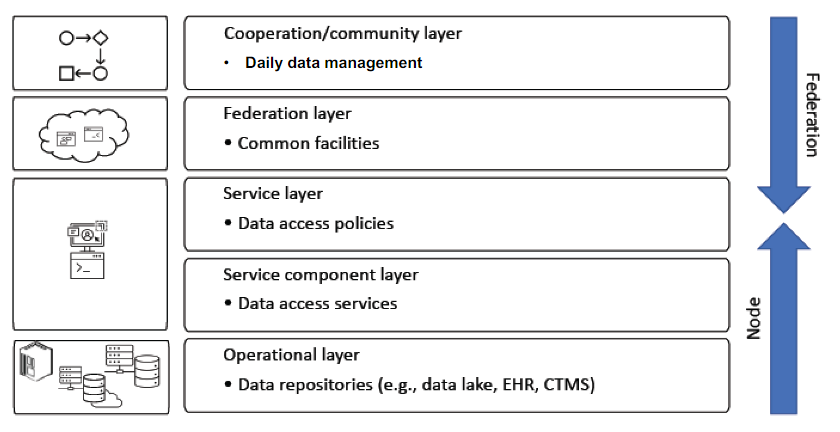 Cooperation/community layer
• Daily data management
Federation layer
• Common facilities
Service layer
• Data access policies
Service component layer
• Data access services
Operational layer
• Data repositories (e.g., data lake, EHR, CTMS)
Federation
Node